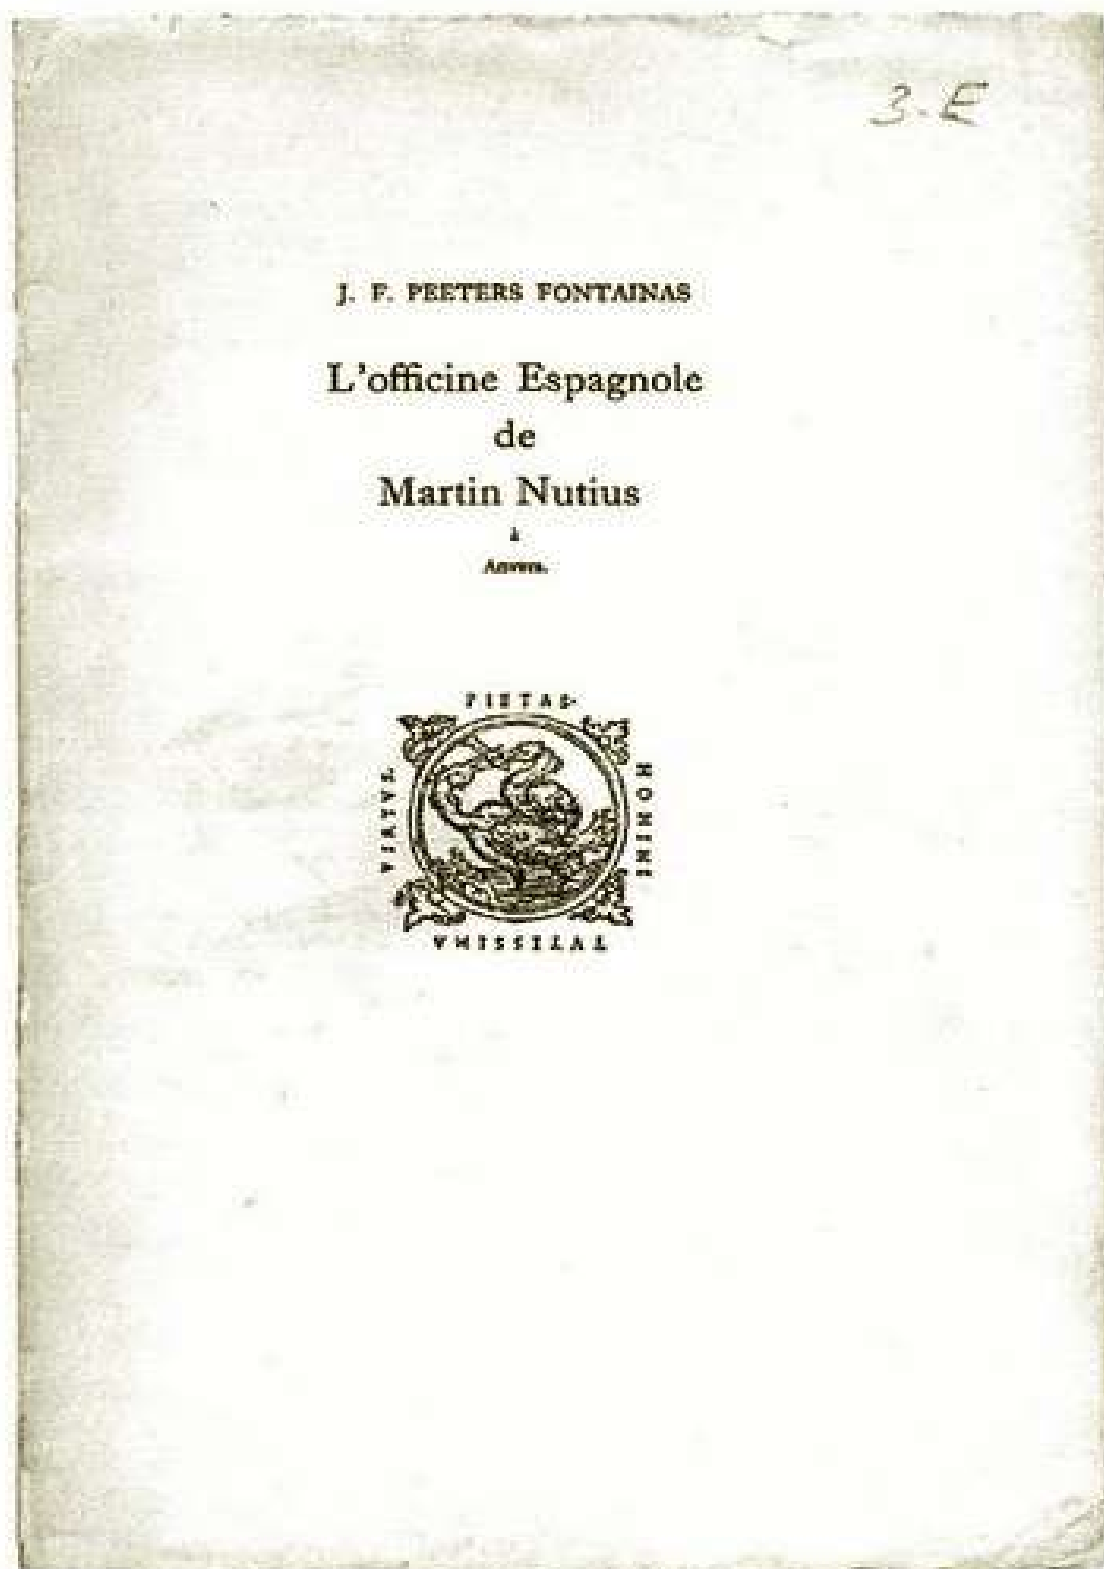 3. E
J. F. PEETERS FONTAINAS
L'officine Espagnole
de
Martin Nutius
à
Anvers.
PIETAS
HOMINI
TVTISSIMA
VIRTVS.